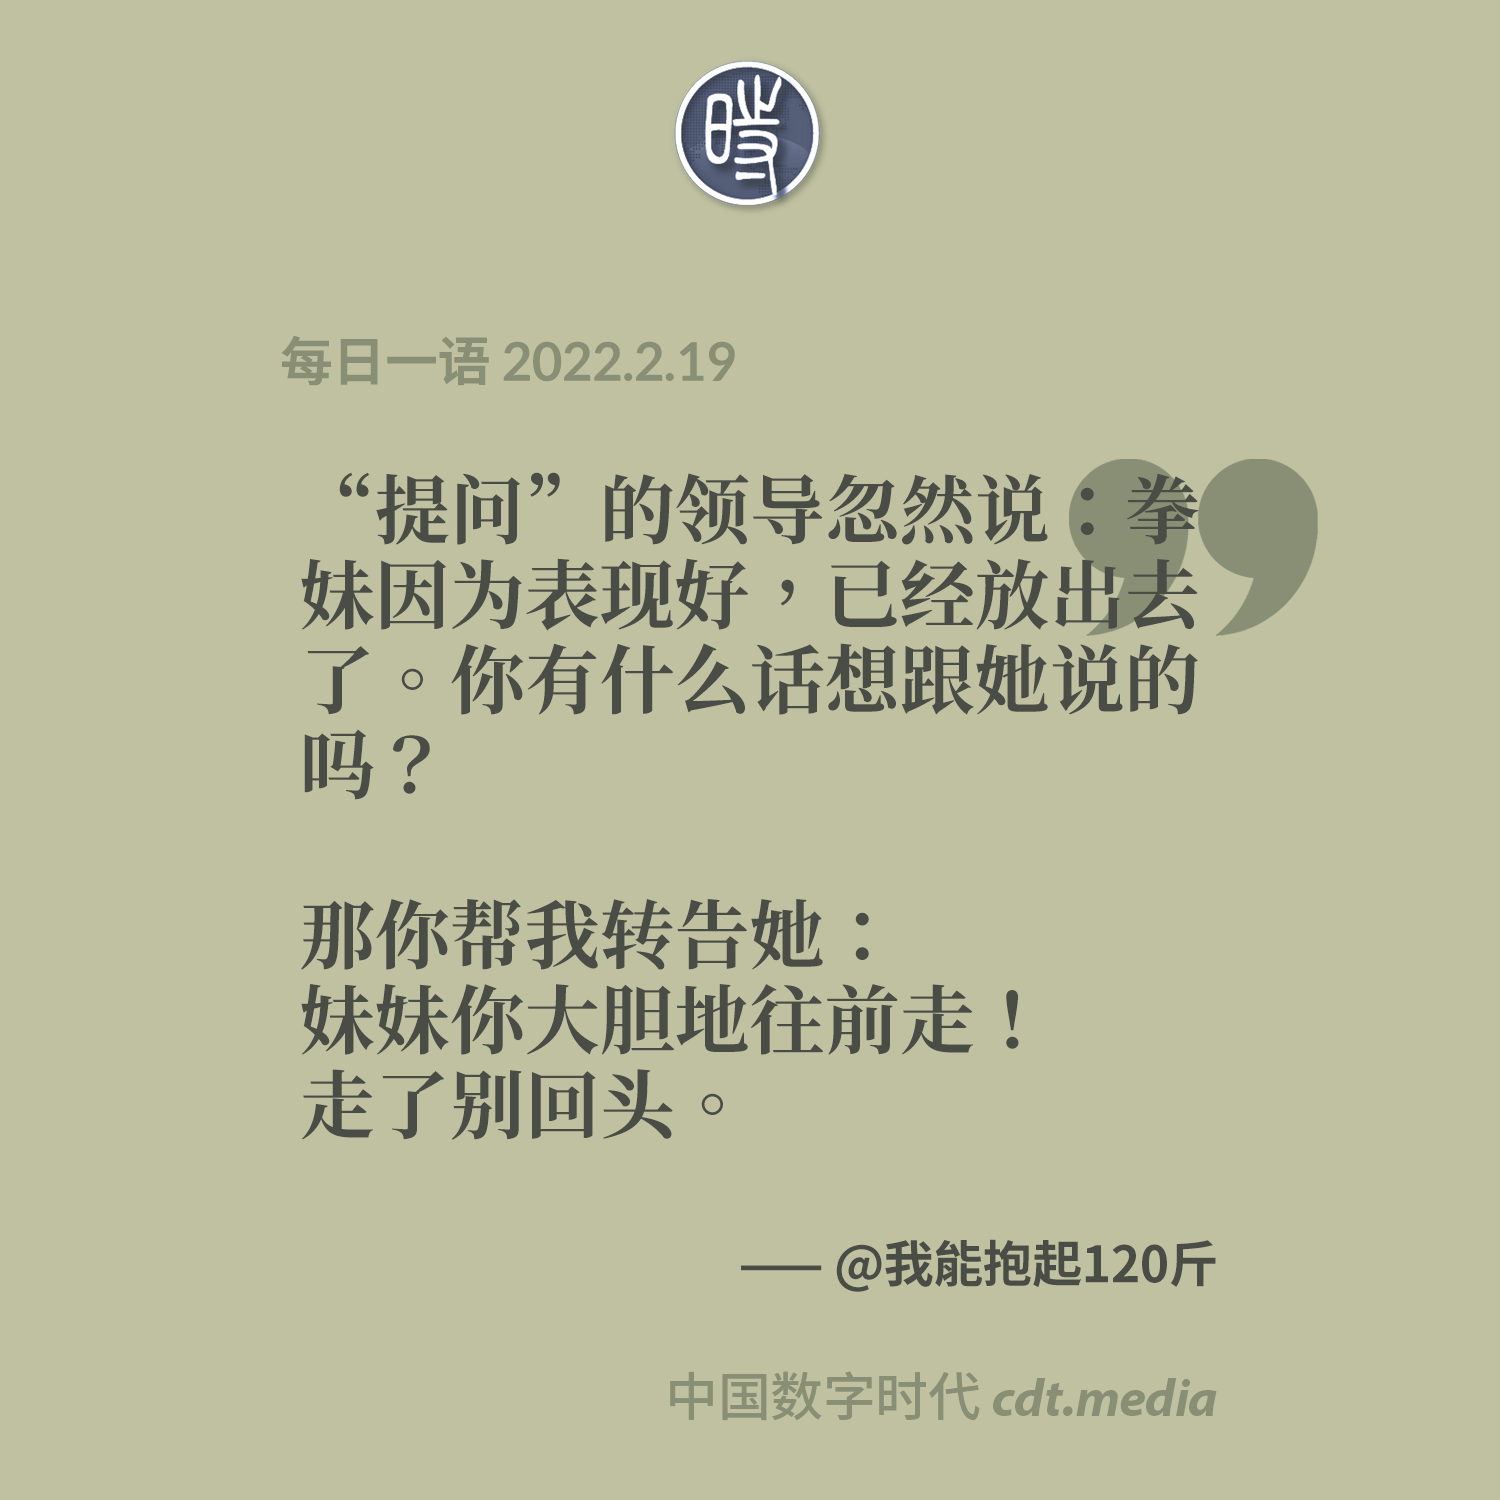 時
每日一语 2022.2.19
“提问”的领导忽然说：拳
妹因为表现好，已经放出去
了。你有什么话想跟她说的
吗？
那你帮我转告她：
妹妹你大胆地往前走！
走了别回头。
—— @我能抱起120斤
中国数字时代 cdt.media